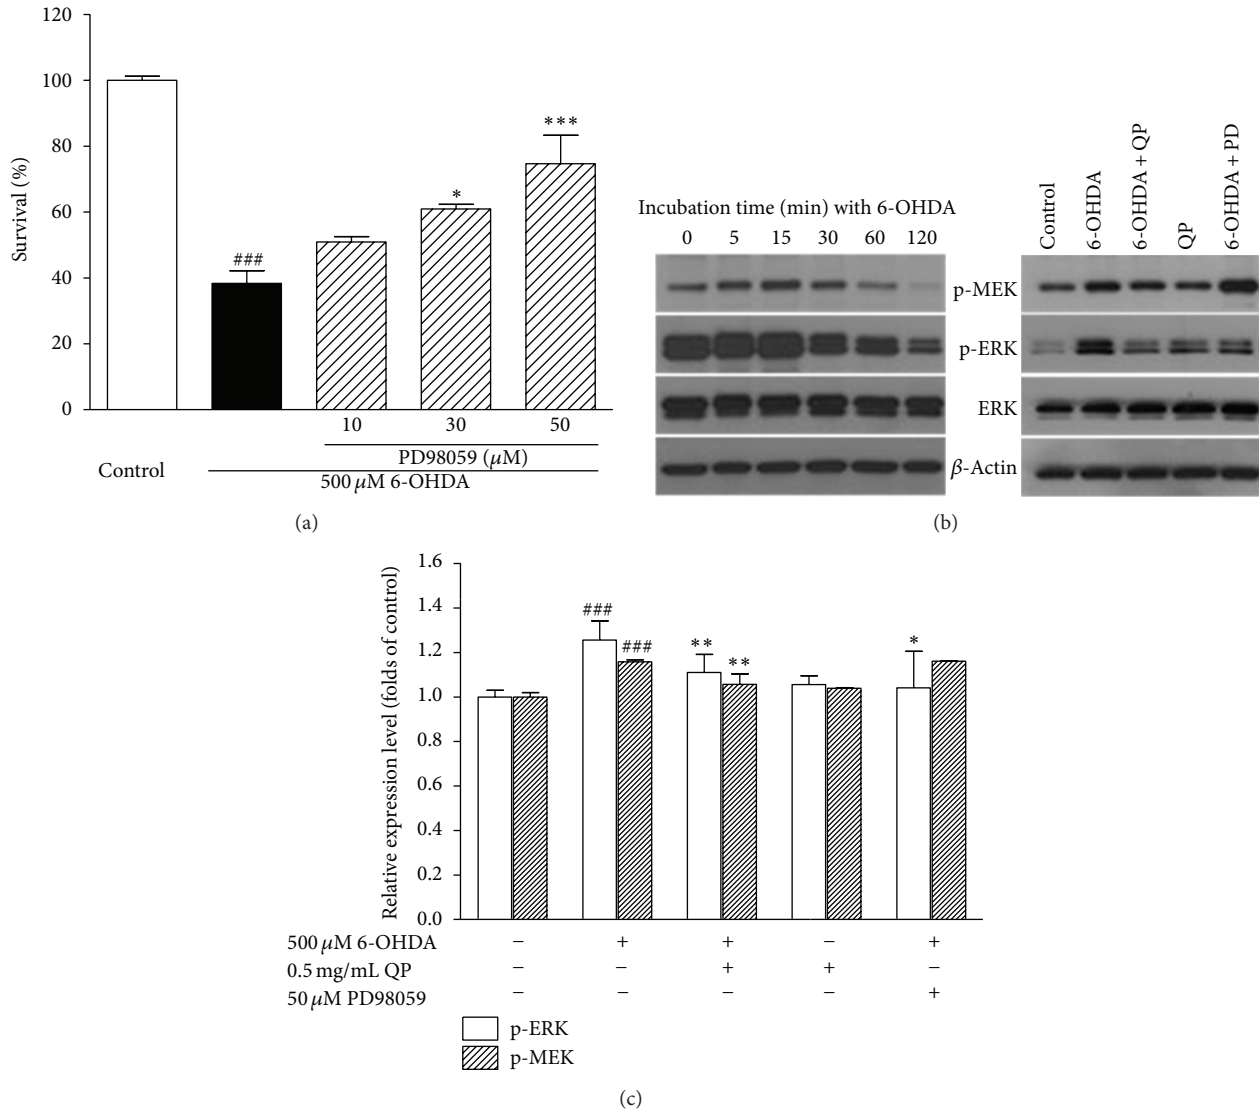 120
100
80
60
40
20
0
Survival (%)
###
*
***
10 30 50
PD98059 (μM)
Control
500 μM 6-OHDA
(a)
Incubation time (min) with 6-OHDA
0 5 15 30 60 120
Control
6-OHDA
6-OHDA + QP
QP
6-OHDA + PD
p-MEK
p-ERK
ERK
β-Actin
(b)
1.6
1.4
1.2
1.0
0.8
0.6
0.4
0.2
0.0
Relative expression level (folds of control)
###
###
**
**
*
500 μM 6-OHDA − + + − +
0.5 mg/mL QP − − + + −
50 μM PD98059 − − − − +
p-ERK
p-MEK
(c)